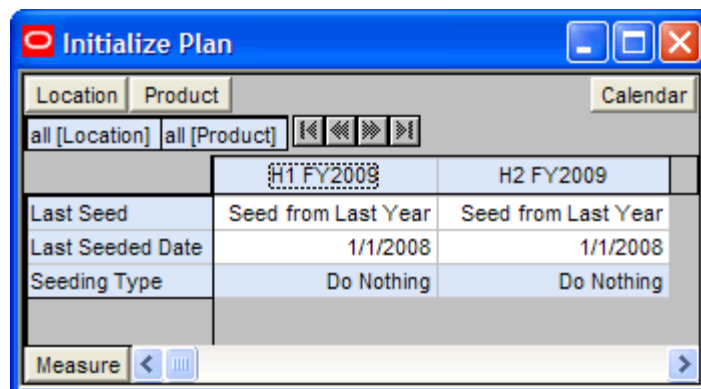 Initialize Plan
Location Product Calendar
all [Location] all [Product]
H1 FY2009 H2 FY2009
Last Seed Seed from Last Year Seed from Last Year
Last Seeded Date 1/1/2008 1/1/2008
Seeding Type Do Nothing Do Nothing
Measure